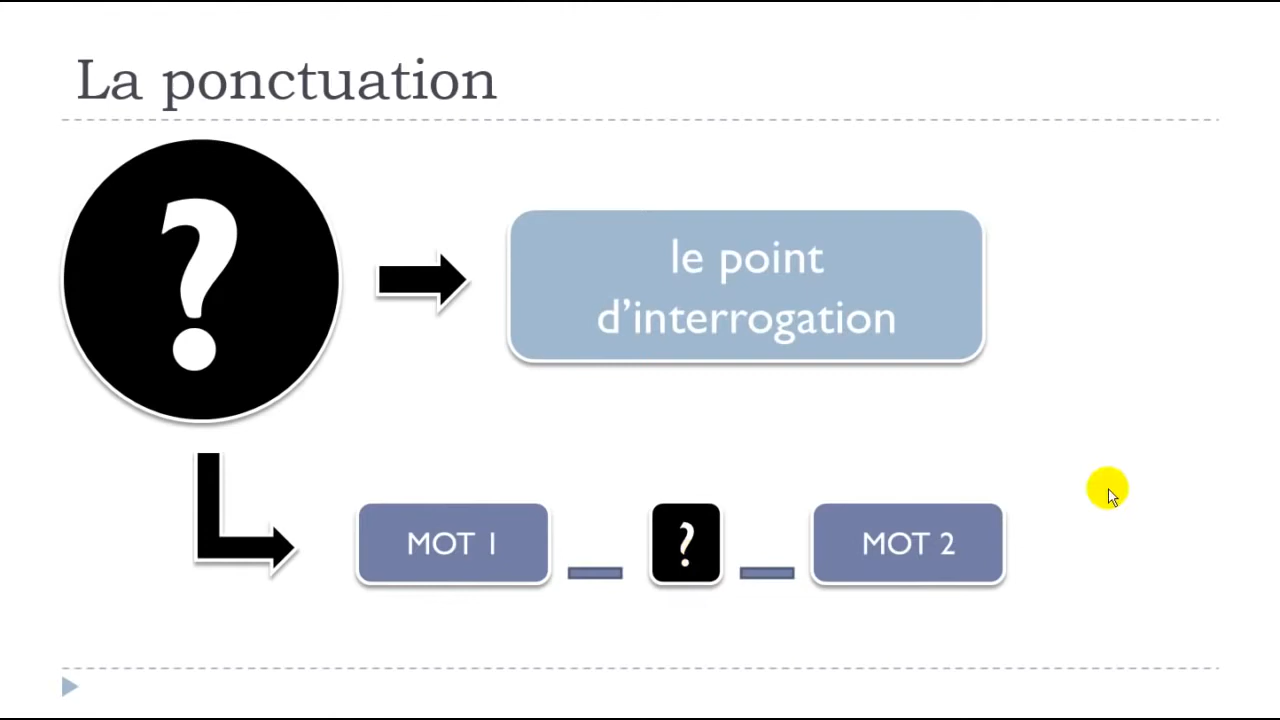 La ponctuation
?
le point
d’interrogation
MOT 1 _ ? _ MOT 2